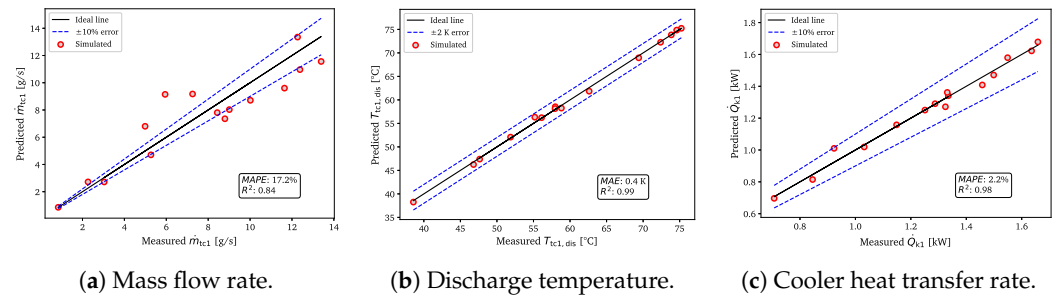 Ideal line
±10% error
Simulated
14
12
10
8
6
4
2
Predicted ṁtc1 [g/s]
MAPE: 17.2%
R²: 0.84
2 4 6 8 10 12 14
Measured ṁtc1 [g/s]
(a) Mass flow rate.
Ideal line
±2 K error
Simulated
75
70
65
60
55
50
45
40
35
Predicted Ttc1, dis [°C]
MAE: 0.4 K
R²: 0.99
40 45 50 55 60 65 70 75
Measured Ttc1, dis [°C]
(b) Discharge temperature.
Ideal line
±10% error
Simulated
1.8
1.6
1.4
1.2
1.0
0.8
0.6
Predicted Q̇k1 [kW]
MAPE: 2.2%
R²: 0.98
0.8 1.0 1.2 1.4 1.6
Measured Q̇k1 [kW]
(c) Cooler heat transfer rate.